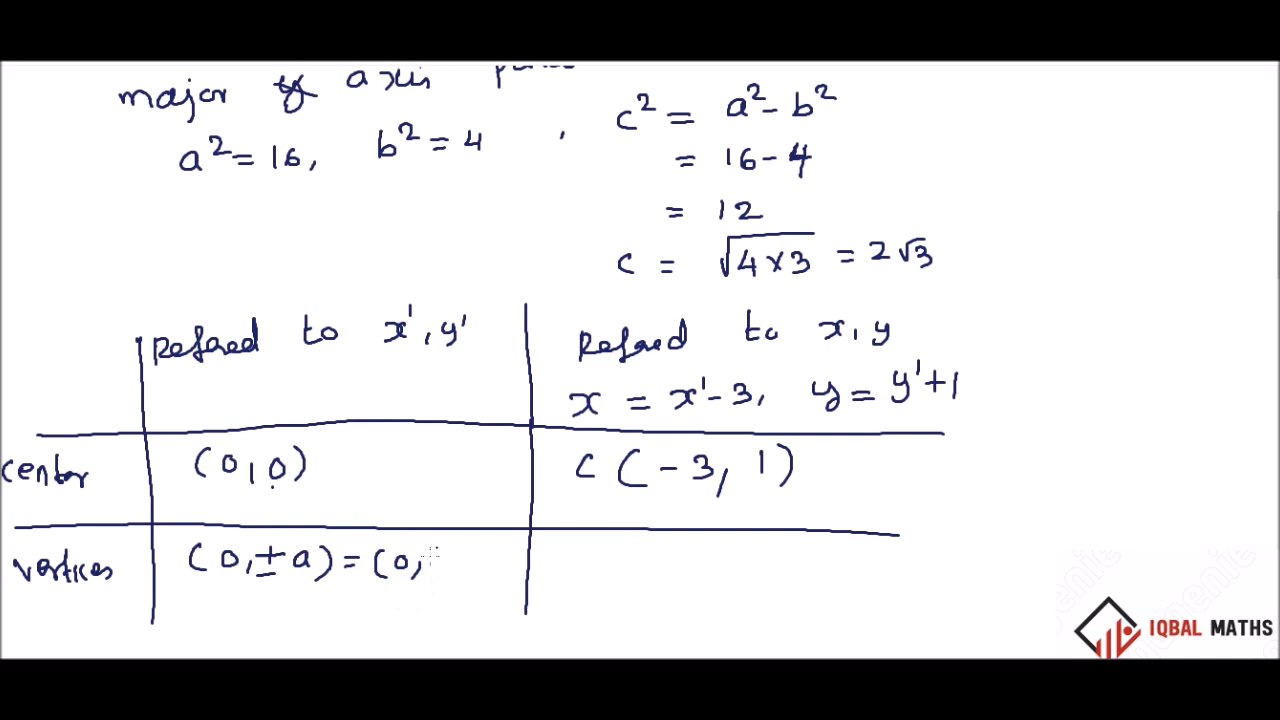 major y axis
a² = 16, b² = 4 , c² = a² - b²
= 16 - 4
= 12
c = √4×3 = 2√3
Refered to x', y' Refered to x, y
x = x' - 3, y = y' + 1
center (0, 0) C (-3, 1)
vertices (0, ±a) = (0,
IQBAL MATHS